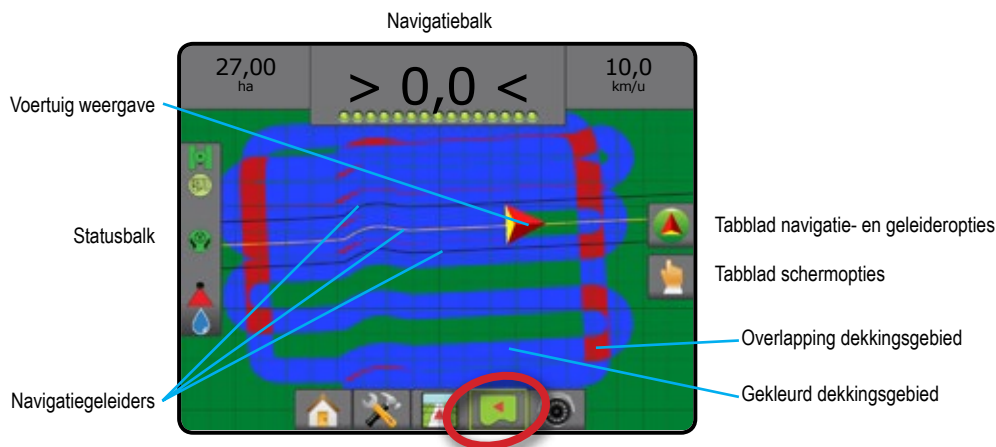 Navigatiebalk
27,00
ha
> 0,0 <
10,0
km/u
Voertuig weergave
Statusbalk
Tabblad navigatie- en geleideropties
Tabblad schermopties
Overlapping dekkingsgebied
Gekleurd dekkingsgebied
Navigatiegeleiders